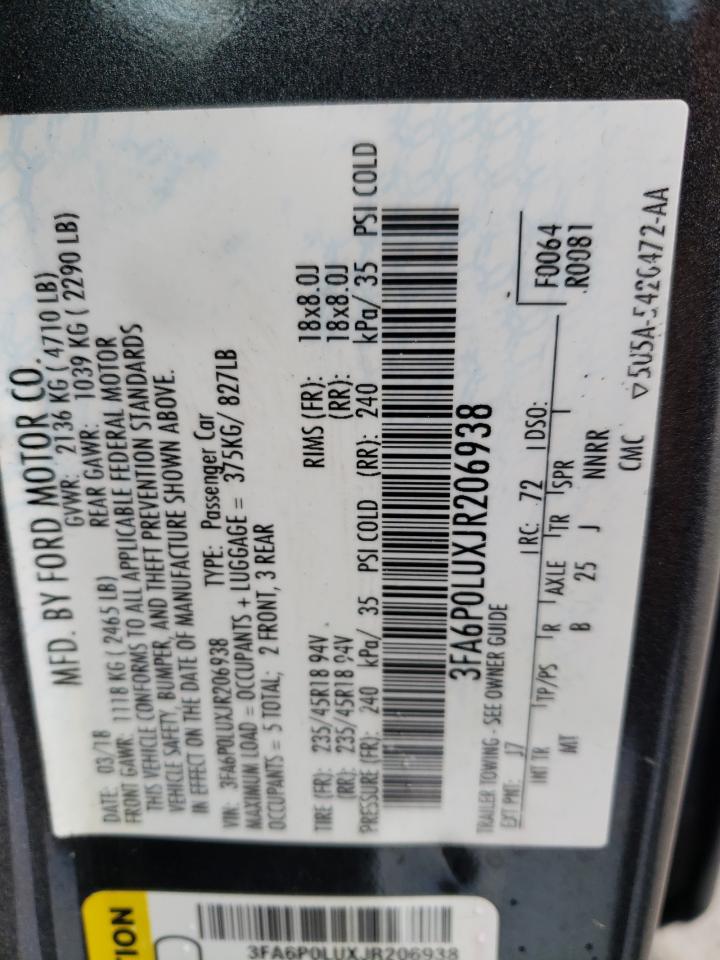 MFD. BY FORD MOTOR CO.
DATE: 03/18 GVWR: 2136 KG ( 4710 LB)
FRONT GAWR: 1118 KG ( 2465 LB) REAR GAWR: 1039 KG ( 2290 LB)
THIS VEHICLE CONFORMS TO ALL APPLICABLE FEDERAL MOTOR
VEHICLE SAFETY, BUMPER, AND THEFT PREVENTION STANDARDS
IN EFFECT ON THE DATE OF MANUFACTURE SHOWN ABOVE.
VIN: 3FA6P0LUXJR206938 TYPE: Passenger Car
MAXIMUM LOAD = OCCUPANTS + LUGGAGE = 375KG/ 827LB
OCCUPANTS = 5 TOTAL; 2 FRONT, 3 REAR
TIRE (FR): 235/45R18 94V RIMS (FR): 18x8.0J
(RR): 235/45R18 94V (RR): 18x8.0J
PRESSURE (FR): 240 kPa/ 35 PSI COLD (RR): 240 kPa/ 35 PSI COLD
3FA6P0LUXJR206938
TRAILER TOWING - SEE OWNER GUIDE
EXT PNT: J7 RC: 72 DSO: F0064
INT TR TP/PS R AXLE TR SPR R0081
MT B 25 J NNRR
CMC
TION
3FA6P0LUXJR206938